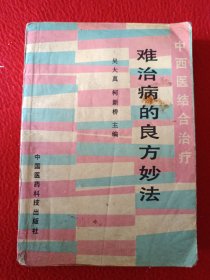 中西医结合治疗
难治病的良方妙法
吴大真 柯新桥 主编
中国医药科技出版社